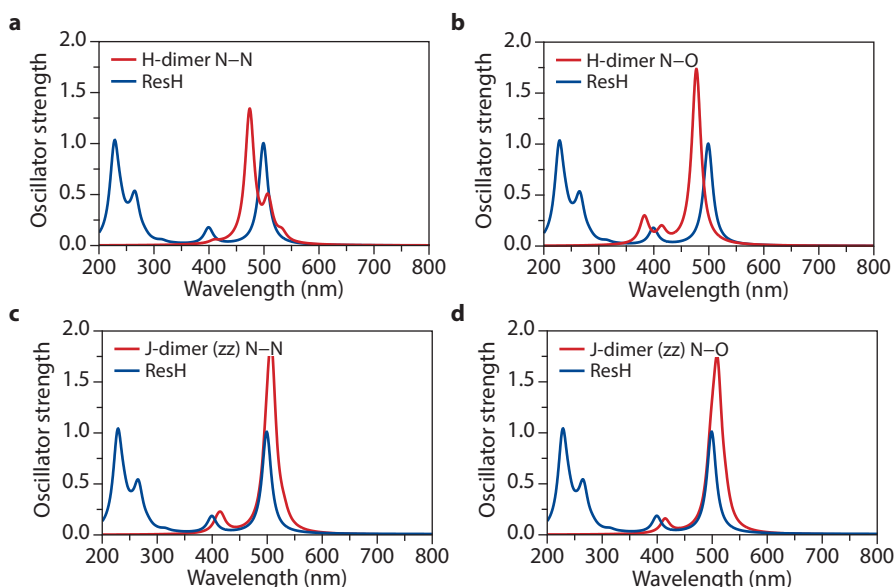 a
2.0
H-dimer N–N
ResH
1.5
1.0
0.5
0.0
200 300 400 500 600 700 800
Wavelength (nm)
Oscillator strength
b
2.0
H-dimer N–O
ResH
1.5
1.0
0.5
0.0
200 300 400 500 600 700 800
Wavelength (nm)
Oscillator strength
c
2.0
J-dimer (zz) N–N
ResH
1.5
1.0
0.5
0.0
200 300 400 500 600 700 800
Wavelength (nm)
Oscillator strength
d
2.0
J-dimer (zz) N–O
ResH
1.5
1.0
0.5
0.0
200 300 400 500 600 700 800
Wavelength (nm)
Oscillator strength